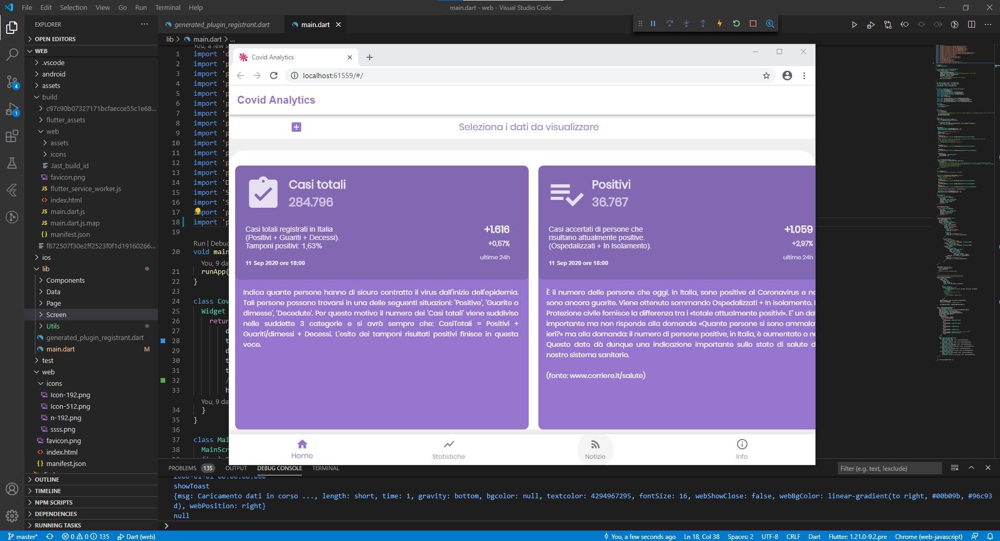 File Edit Selection View Go Run Terminal Help
main.dart - web - Visual Studio Code
EXPLORER
generated_plugin_registrant.dart
main.dart
OPEN EDITORS
lib > main.dart > ...
WEB
.vscode
android
assets
build
c97c90b07327171bcfaecce55c1e68...
flutter_assets
web
assets
icons
.last_build_id
favicon.png
JS flutter_service_worker.js
index.html
JS main.dart.js
JS main.dart.js.map
manifest.json
f872507f30e2ff2523f0f1d19160266...
ios
lib
Components
Data
Page
Screen
Utils
generated_plugin_registrant.dart
main.dart M
test
web
icons
Icon-192.png
Icon-512.png
n-192.png
ssss.png
favicon.png
index.html
manifest.json
OUTLINE
TIMELINE
NPM SCRIPTS
DEPENDENCIES
RUNNING TASKS
4
1
You, a few s
1 import 'd
2 import 'p
3 import 'p
4 import 'p
5 import 'p
6 import 'p
7 import 'p
8 import 'p
9 import 'p
10 import 'p
11 import 'p
12 import 'p
13 import 'p
14 import 'D
15 import 'S
16 import 'S
17 import 'p
18 import 'p
19
Run | Debug
20 void main
You, 9 da
21 runApp(
22 }
23
24 class Cov
25 Widget
26 return
27 d
28 t
29 d
30 t
31 t
32 /
33 h
You, 9 da
34 }
35 }
36
37 class Mai
38 MainScr
Covid Analytics
localhost:61559/#/
Covid Analytics
Seleziona i dati da visualizzare
Casi totali
284.796
Casi totali registrati in Italia
(Positivi + Guariti + Decessi).
Tamponi positivi: 1,63%
11 Sep 2020 ore 18:00
+1.616
+0,57%
ultime 24h
Indica quante persone hanno di sicuro contratto il virus dall'inizio dell'epidemia.
Tali persone possono trovarsi in una delle seguenti situazioni: 'Positive', 'Guarite o
dimesse', 'Decedute'. Per questo motivo il numero dei 'Casi totali' viene suddiviso
nelle suddette 3 categorie e si avrà sempre che: CasiTotali = Positivi +
Guariti/dimessi + Decessi. L'esito dei tamponi risultati positivi finisce in questa
voce.
Positivi
36.767
Casi accertati di persone che
risultano attualmente positive.
(Ospedalizzati + In Isolamento).
11 Sep 2020 ore 18:00
+1.059
+2,97%
ultime 24h
È il numero delle persone che oggi, in Italia, sono positive al Coronavirus e no
sono ancora guarite. Viene ottenuto sommando Ospedalizzati + In isolamento.
Protezione civile fornisce la differenza tra i «totale attualmente positivi». E' un da
importante ma non risponde alla domanda «Quante persone si sono ammala
ieri?» ma alla domanda: il numero di persone positive, in Italia, è aumentato o no
Questo dato dà dunque una indicazione importante sullo stato di salute d
nostro sistema sanitario.
(fonte: www.corriere.it/salute)
Home
Statistiche
Notizie
Info
PROBLEMS 135 OUTPUT DEBUG CONSOLE TERMINAL
Filter (e.g. text, !exclude)
showToast
{msg: Caricamento dati in corso ..., length: short, time: 1, gravity: bottom, bgcolor: null, textcolor: 4294967295, fontSize: 16, webShowClose: false, webBgColor: linear-gradient(to right, #00b09b, #96c93
d), webPosition: right}
null
master* 0 0 135 Dart (web)
You, a few seconds ago Ln 18, Col 38 Spaces: 2 UTF-8 CRLF Dart Flutter: 1.21.0-9.2.pre Chrome (web-javascript)